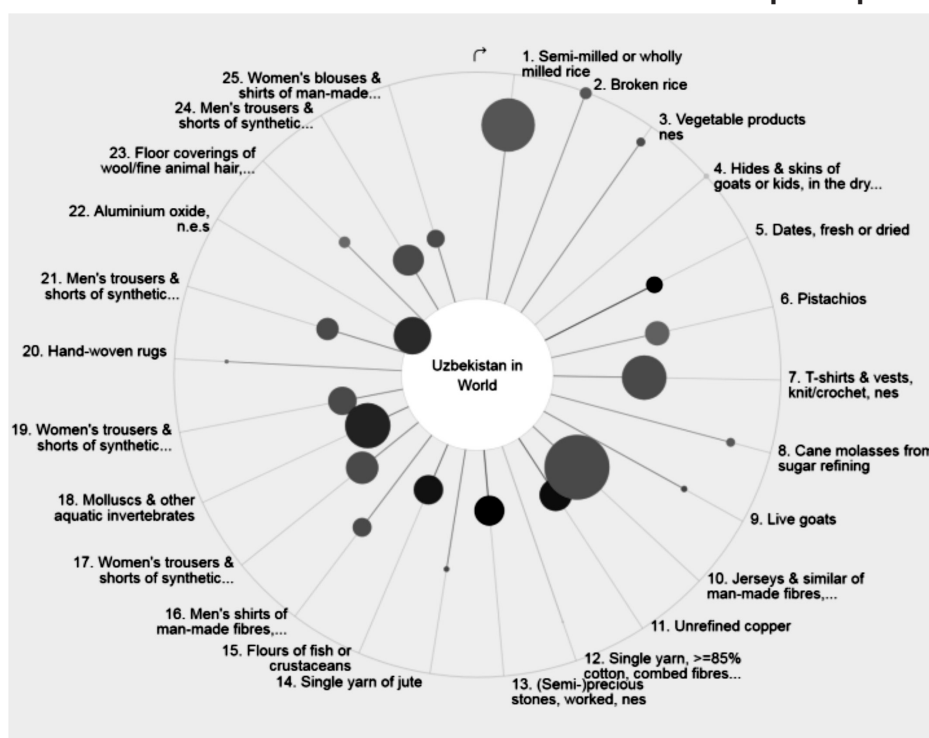 1. Semi-milled or wholly
milled rice
2. Broken rice
3. Vegetable products
nes
4. Hides & skins of
goats or kids, in the dry...
5. Dates, fresh or dried
6. Pistachios
7. T-shirts & vests,
knit/crochet, nes
8. Cane molasses from
sugar refining
9. Live goats
10. Jerseys & similar of
man-made fibres,...
11. Unrefined copper
12. Single yarn, >=85%
cotton, combed fibres...
13. (Semi-)precious
stones, worked, nes
14. Single yarn of jute
15. Flours of fish or
crustaceans
16. Men's shirts of
man-made fibres,...
17. Women's trousers &
shorts of synthetic...
18. Molluscs & other
aquatic invertebrates
19. Women's trousers &
shorts of synthetic...
20. Hand-woven rugs
21. Men's trousers &
shorts of synthetic...
22. Aluminium oxide,
n.e.s
23. Floor coverings of
wool/fine animal hair,...
24. Men's trousers &
shorts of synthetic...
25. Women's blouses &
shirts of man-made...
Uzbekistan in
World